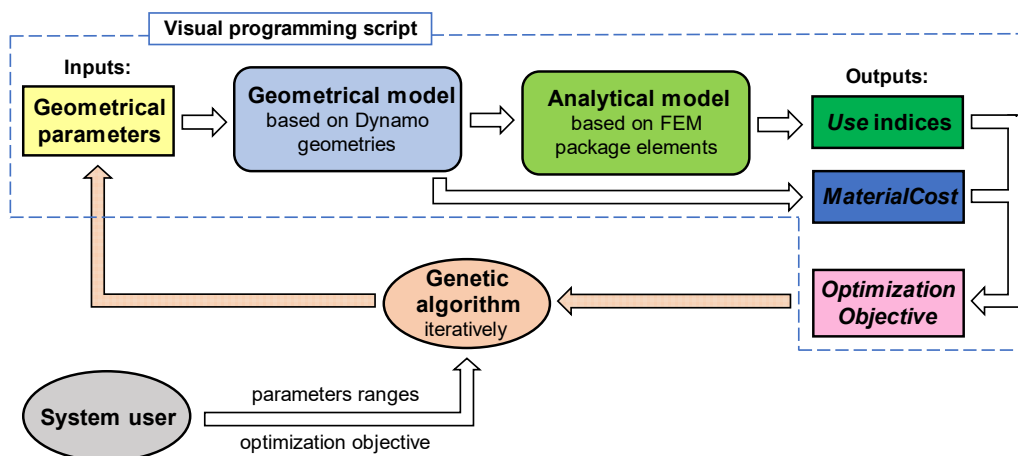 Visual programming script
Inputs:
Geometrical
parameters
Geometrical model
based on Dynamo
geometries
Analytical model
based on FEM
package elements
Outputs:
Use indices
MaterialCost
Optimization
Objective
Genetic
algorithm
iteratively
System user
parameters ranges
optimization objective